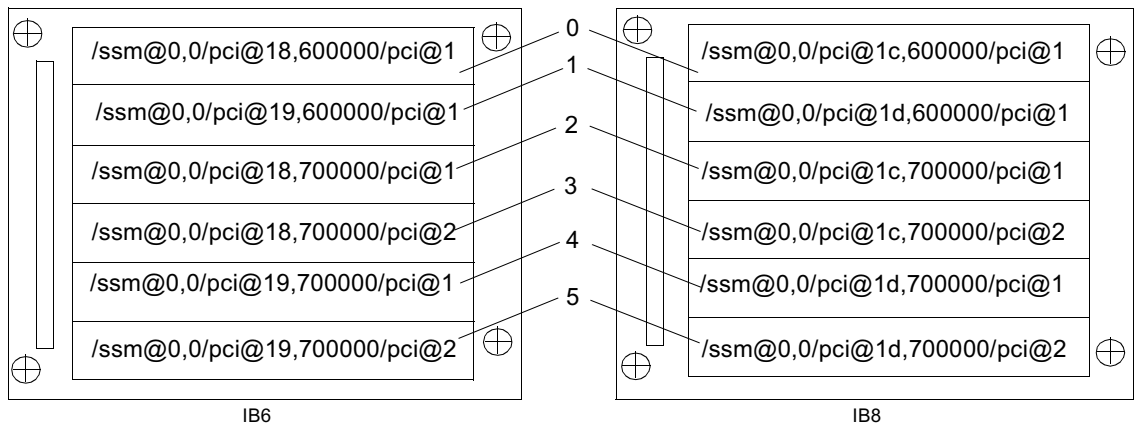 /ssm@0,0/pci@18,600000/pci@1
/ssm@0,0/pci@19,600000/pci@1
/ssm@0,0/pci@18,700000/pci@1
/ssm@0,0/pci@18,700000/pci@2
/ssm@0,0/pci@19,700000/pci@1
/ssm@0,0/pci@19,700000/pci@2
IB6
0
1
2
3
4
5
/ssm@0,0/pci@1c,600000/pci@1
/ssm@0,0/pci@1d,600000/pci@1
/ssm@0,0/pci@1c,700000/pci@1
/ssm@0,0/pci@1c,700000/pci@2
/ssm@0,0/pci@1d,700000/pci@1
/ssm@0,0/pci@1d,700000/pci@2
IB8